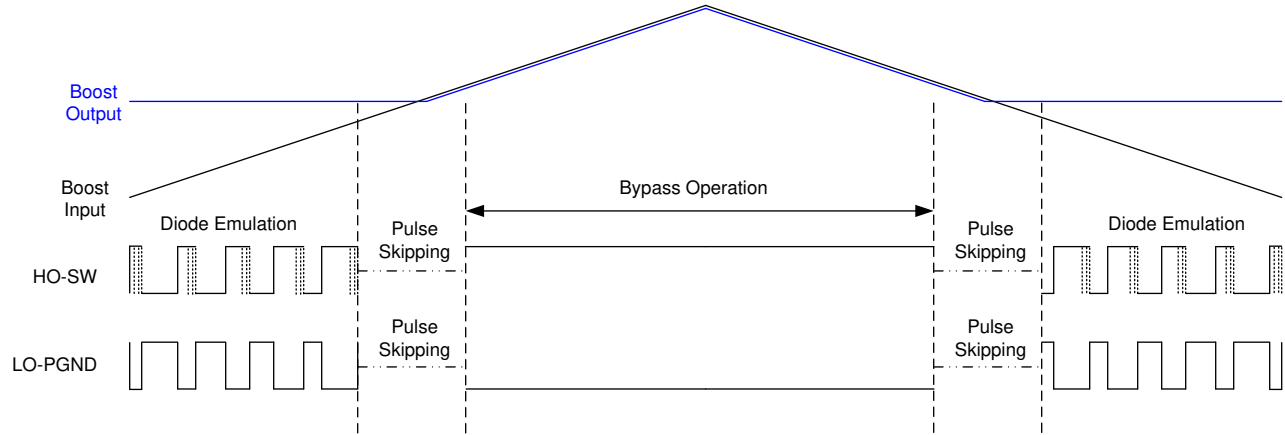 Boost
Output
Boost
Input
Bypass Operation
Diode Emulation
Pulse
Skipping
Pulse
Skipping
Diode Emulation
HO-SW
Pulse
Skipping
Pulse
Skipping
LO-PGND